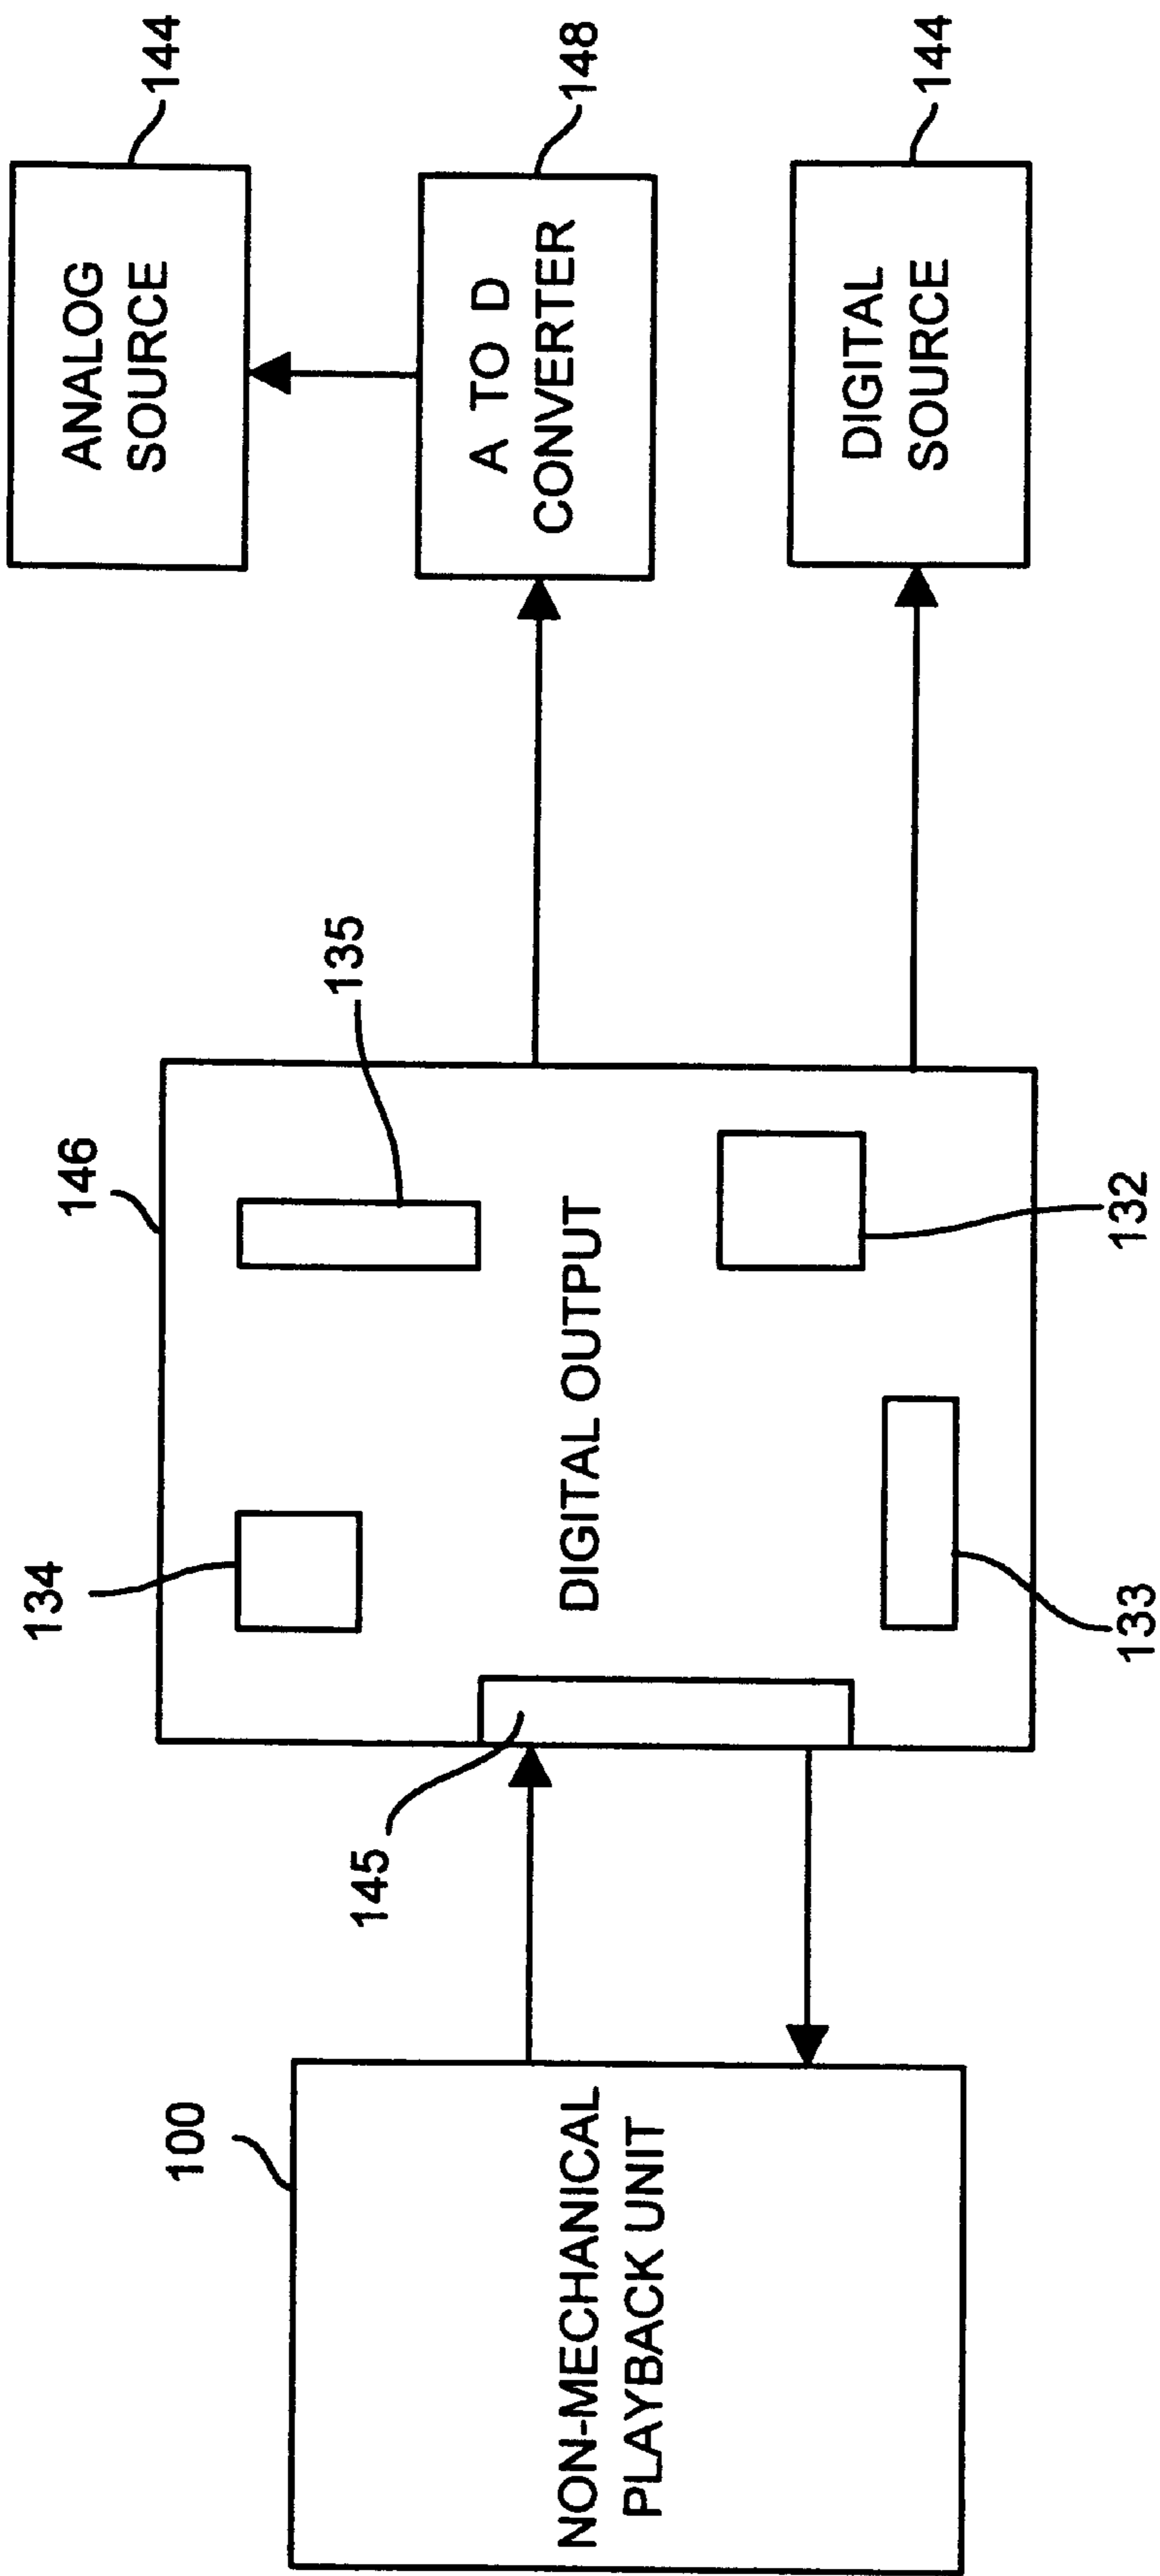 100
NON-MECHANICAL
PLAYBACK UNIT
145
134
146
135
DIGITAL OUTPUT
133
132
ANALOG
SOURCE
144
A TO D
CONVERTER
148
DIGITAL
SOURCE
144